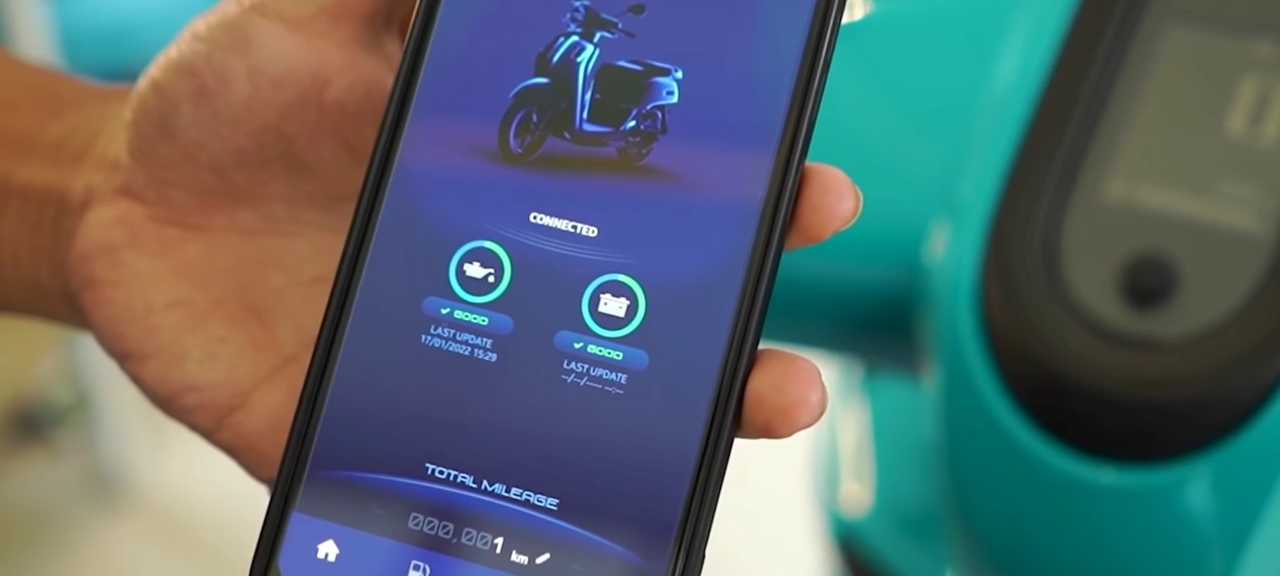 CONNECTED
GOOD
LAST UPDATE
17/01/2022 15:29
GOOD
LAST UPDATE
--/--/---- --:--
TOTAL MILEAGE
000,001 km